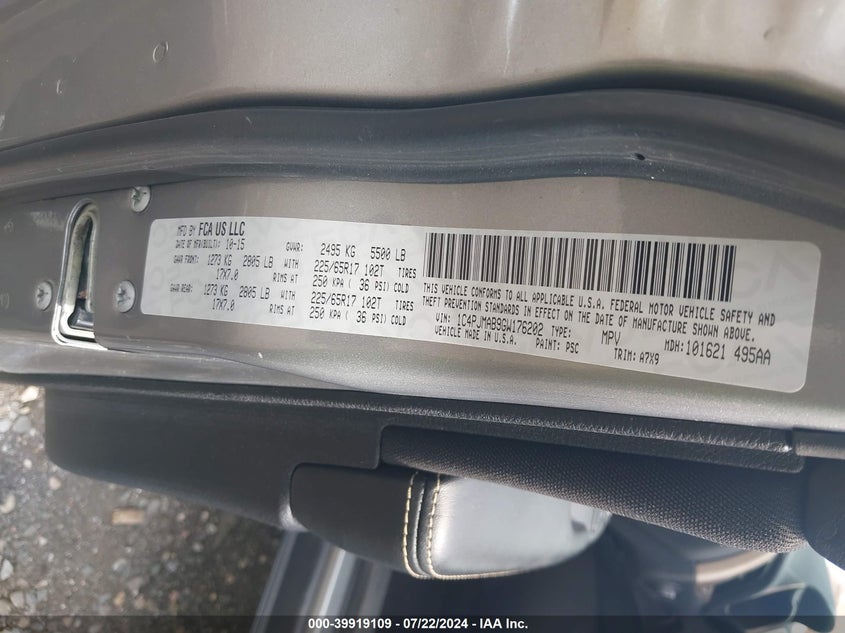 MFD BY FCA US LLC
DATE OF MFR(BUILT): 10-15 GVWR: 2495 KG 5500 LB
GAWR FRONT: 1273 KG 2805 LB WITH 225/65R17 102T TIRES
17X7.0 RIMS AT 250 KPA ( 36 PSI) COLD
GAWR REAR: 1273 KG 2805 LB WITH 225/65R17 102T TIRES
17X7.0 RIMS AT 250 KPA ( 36 PSI) COLD
THIS VEHICLE CONFORMS TO ALL APPLICABLE U.S.A. FEDERAL MOTOR VEHICLE SAFETY AND
THEFT PREVENTION STANDARDS IN EFFECT ON THE DATE OF MANUFACTURE SHOWN ABOVE.
VIN: 1C4PJMAB9GW176202 TYPE: MPV MDH: 101621 495AA
VEHICLE MADE IN U.S.A. PAINT: PSC TRIM: A7X9
000-39919109 - 07/22/2024 - IAA Inc.